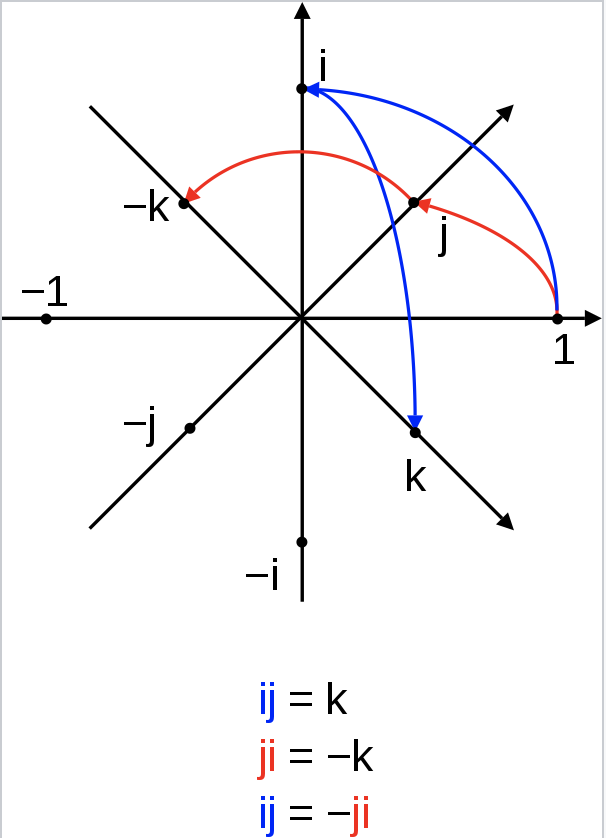 i
−k
j
−1
1
−j
k
−i
ij = k
ji = −k
ij = −ji